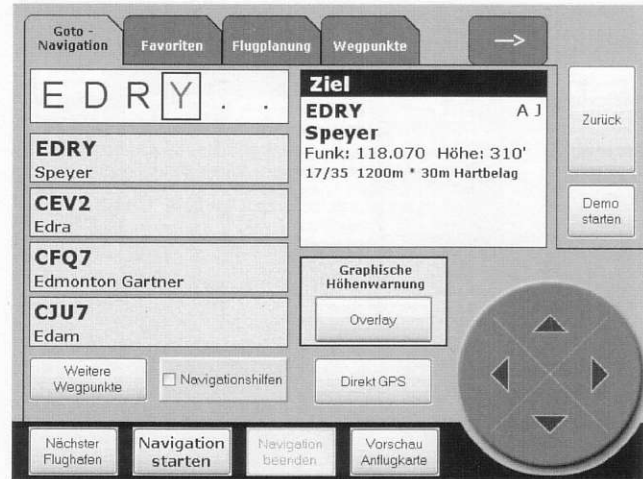 Goto -
Navigation
Favoriten
Flugplanung
Wegpunkte
-->
E D R Y . .
EDRY
Speyer
CEV2
Edra
CFQ7
Edmonton Gartner
CJU7
Edam
Ziel
EDRY A J
Speyer
Funk: 118.070 Höhe: 310'
17/35 1200m * 30m Hartbelag
Zurück
Demo
starten
Graphische
Höhenwarnung
Overlay
Weitere
Wegpunkte
Navigationshilfen
Direkt GPS
Nächster
Flughafen
Navigation
starten
Navigation
beenden
Vorschau
Anflugkarte